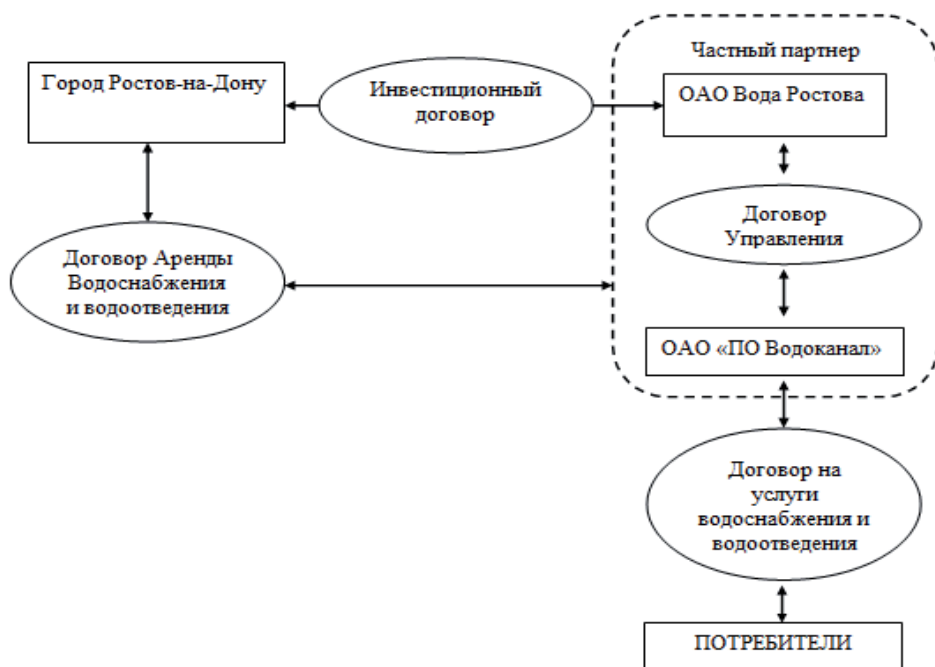 Частный партнер
Город Ростов-на-Дону
Инвестиционный
договор
ОАО Вода Ростова
Договор
Управления
Договор Аренды
Водоснабжения
и водоотведения
ОАО «ПО Водоканал»
Договор на
услуги
водоснабжения и
водоотведения
ПОТРЕБИТЕЛИ